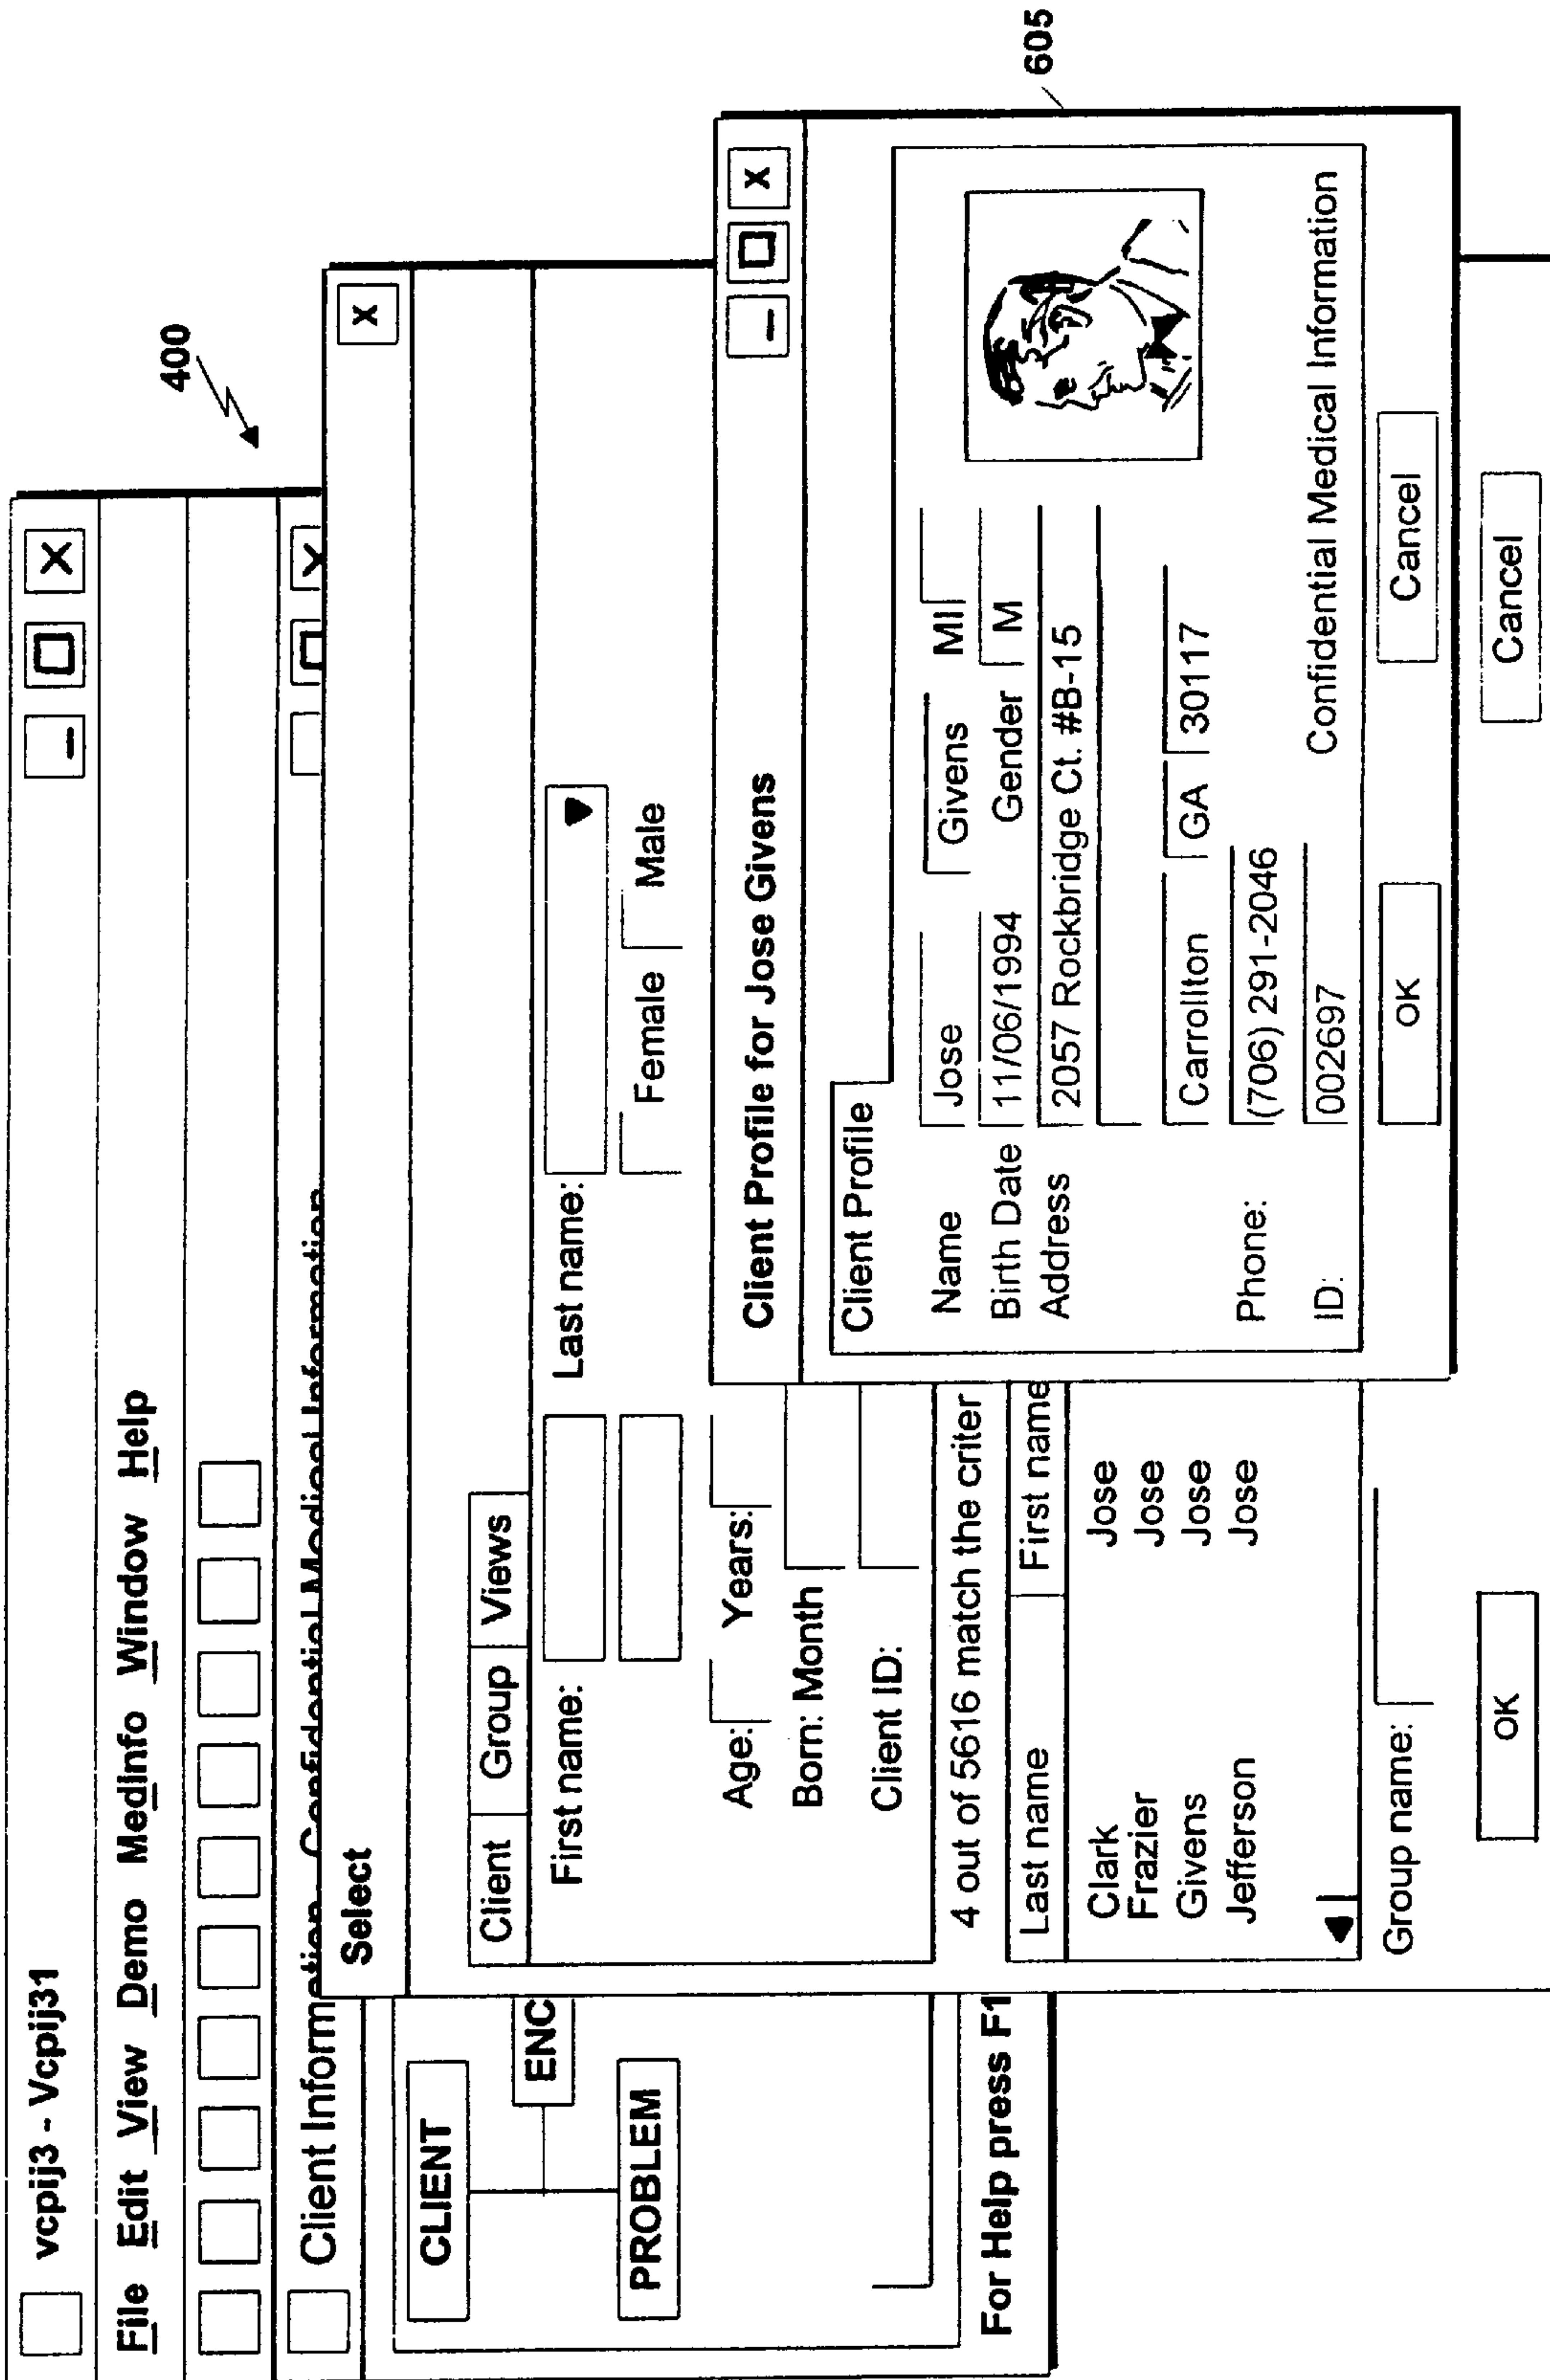 400
vcpij3 - Vcpij31
File Edit View Demo MedInfo Window Help
Client Information - Confidential Medical Information
CLIENT
ENC
PROBLEM
For Help press F1
Select
Client Group Views
First name: Last name:
Female Male
Age: Years:
Born: Month
Client ID:
4 out of 5616 match the criter
Last name First name
Clark Jose
Frazier Jose
Givens Jose
Jefferson Jose
Group name:
OK Cancel
605
Client Profile for Jose Givens
Client Profile
Name Jose Givens MI
Birth Date 11/06/1994 Gender M
Address 2057 Rockbridge Ct. #B-15
Carrollton GA 30117
Phone: (706) 291-2046
ID: 002697
Confidential Medical Information
OK Cancel